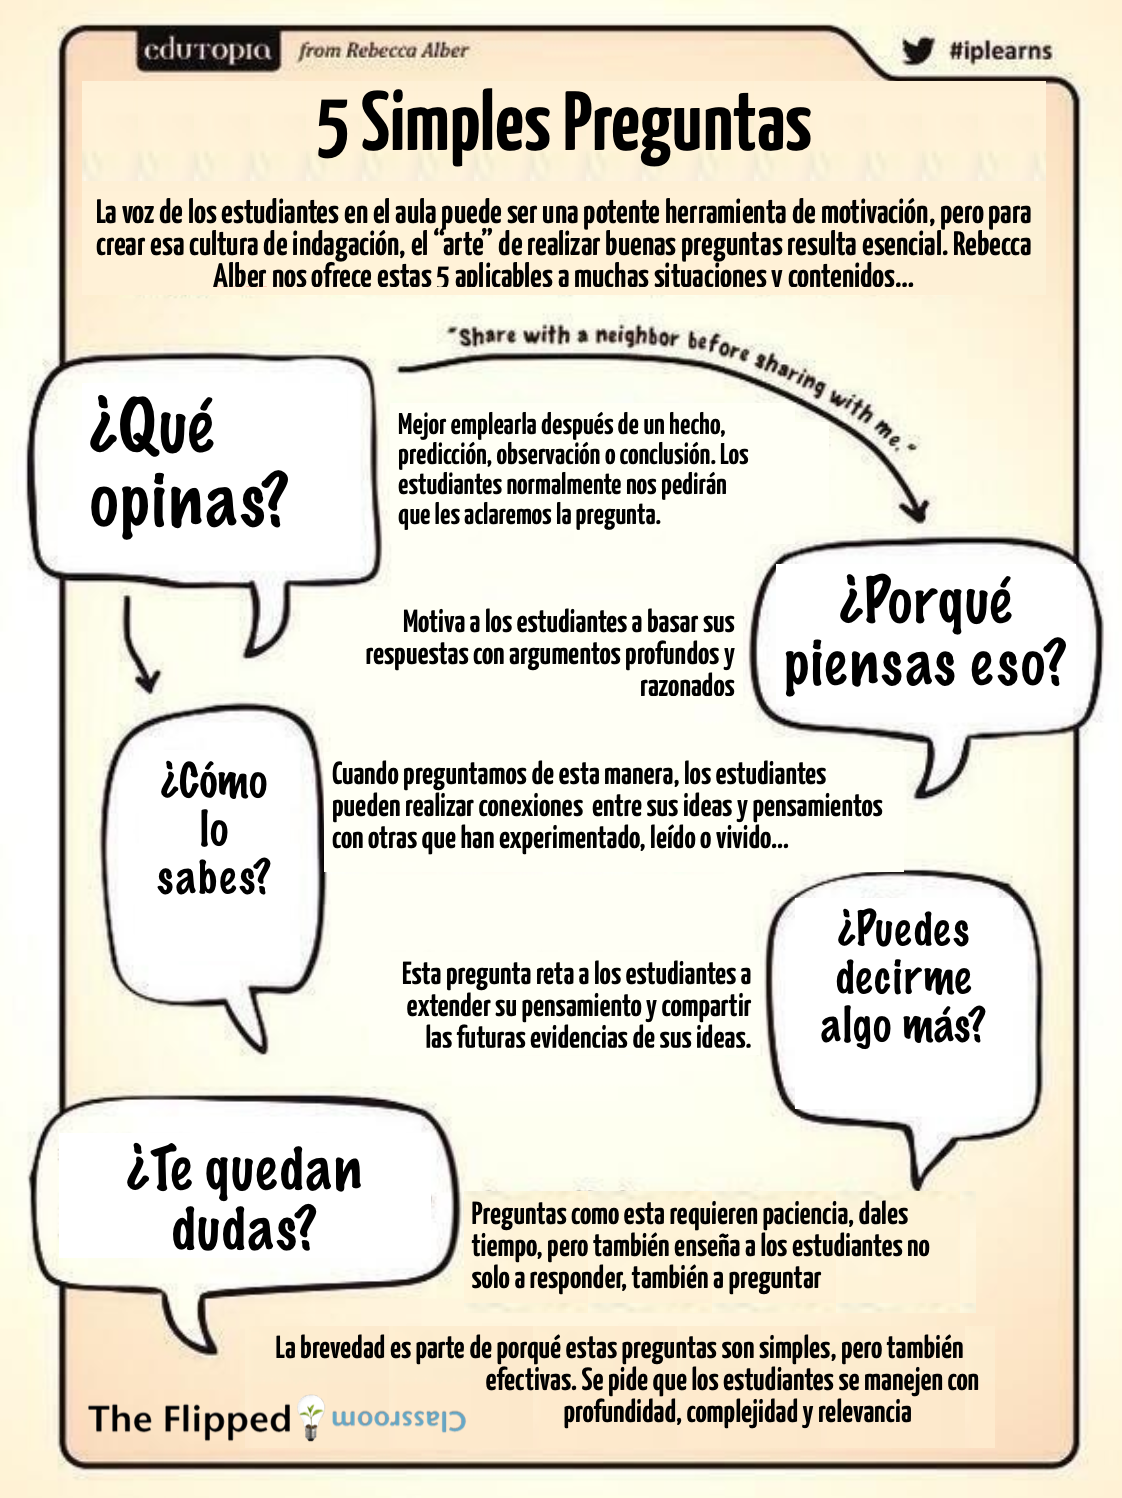 edutopia from Rebecca Alber
#iplearns
5 Simples Preguntas
La voz de los estudiantes en el aula puede ser una potente herramienta de motivación, pero para
crear esa cultura de indagación, el “arte” de realizar buenas preguntas resulta esencial. Rebecca
Alber nos ofrece estas 5 aplicables a muchas situaciones y contenidos...
"Share with a neighbor before sharing with me."
¿Qué
opinas?
Mejor emplearla después de un hecho,
predicción, observación o conclusión. Los
estudiantes normalmente nos pedirán
que les aclaremos la pregunta.
¿Porqué
piensas eso?
Motiva a los estudiantes a basar sus
respuestas con argumentos profundos y
razonados
¿Cómo
lo
sabes?
Cuando preguntamos de esta manera, los estudiantes
pueden realizar conexiones entre sus ideas y pensamientos
con otras que han experimentado, leído o vivido...
¿Puedes
decirme
algo más?
Esta pregunta reta a los estudiantes a
extender su pensamiento y compartir
las futuras evidencias de sus ideas.
¿Te quedan
dudas?
Preguntas como esta requieren paciencia, dales
tiempo, pero también enseña a los estudiantes no
solo a responder, también a preguntar
La brevedad es parte de porqué estas preguntas son simples, pero también
efectivas. Se pide que los estudiantes se manejen con
profundidad, complejidad y relevancia
The Flipped Classroom